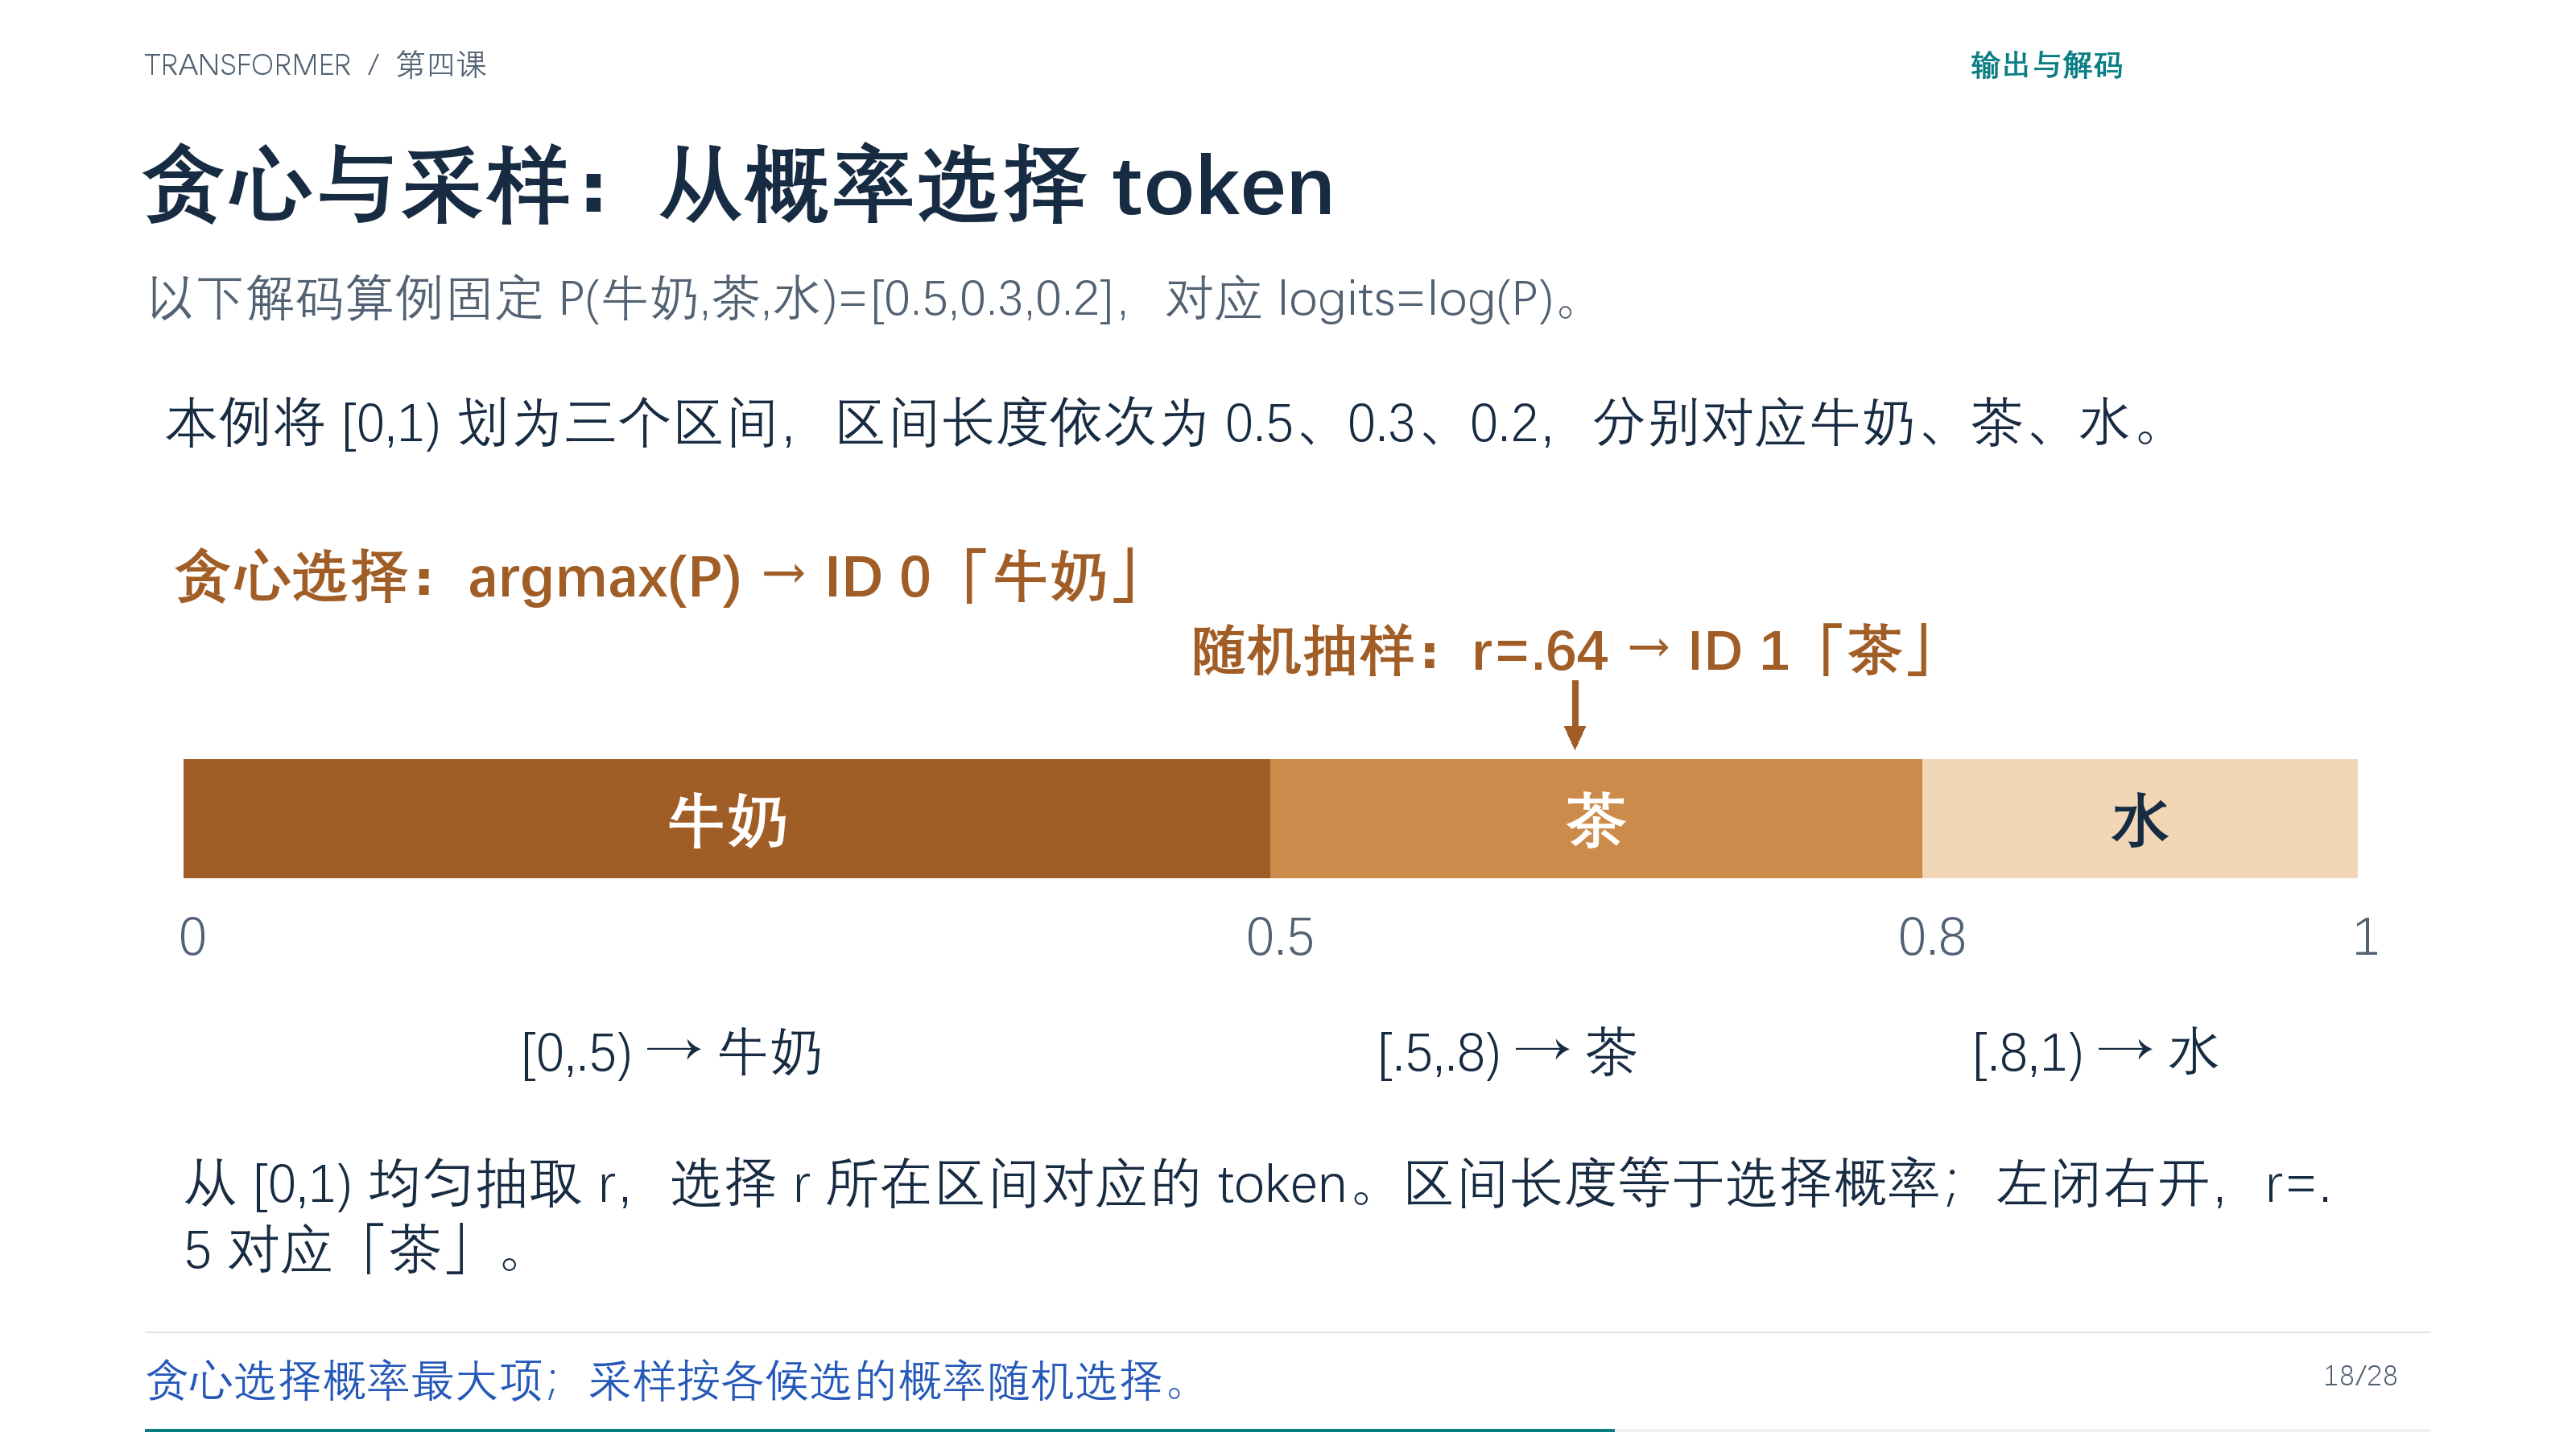 TRANSFORMER / 第四课
输出与解码
贪心与采样：从概率选择 token
以下解码算例固定 P(牛奶,茶,水)=[0.5,0.3,0.2]，对应 logits=log(P)。
本例将 [0,1) 划为三个区间，区间长度依次为 0.5、0.3、0.2，分别对应牛奶、茶、水。
贪心选择：argmax(P) → ID 0「牛奶」
随机抽样：r=.64 → ID 1「茶」
牛奶 茶 水
0 0.5 0.8 1
[0,.5) → 牛奶 [.5,.8) → 茶 [.8,1) → 水
从 [0,1) 均匀抽取 r，选择 r 所在区间对应的 token。区间长度等于选择概率；左闭右开，r=.
5 对应「茶」。
贪心选择概率最大项；采样按各候选的概率随机选择。
18/28